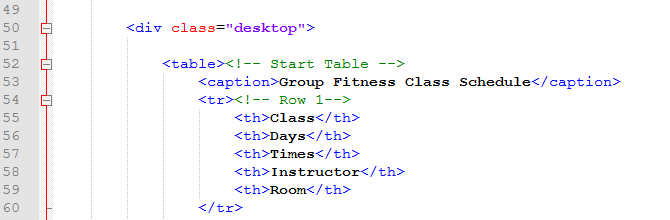 49
50 <div class="desktop">
51
52 <table><!-- Start Table -->
53 <caption>Group Fitness Class Schedule</caption>
54 <tr><!-- Row 1-->
55 <th>Class</th>
56 <th>Days</th>
57 <th>Times</th>
58 <th>Instructor</th>
59 <th>Room</th>
60 </tr>